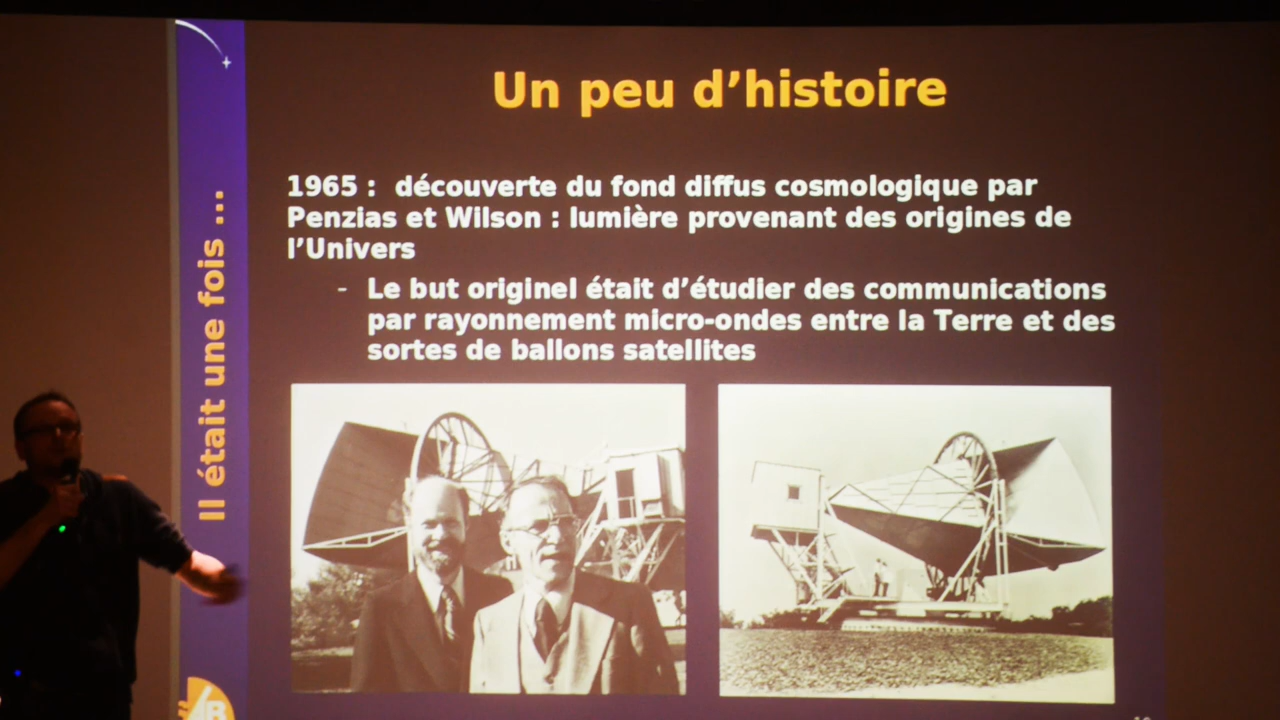 Un peu d'histoire
1965 : découverte du fond diffus cosmologique par
Penzias et Wilson : lumière provenant des origines de
l'Univers
- Le but originel était d'étudier des communications
par rayonnement micro-ondes entre la Terre et des
sortes de ballons satellites
Il était une fois ...